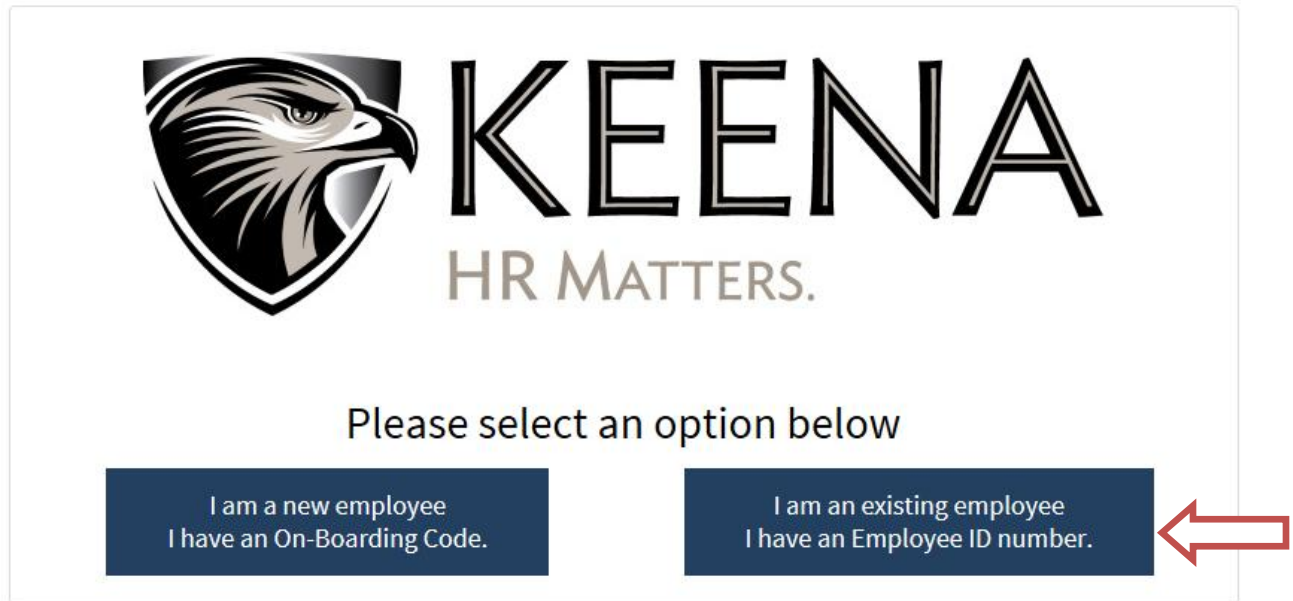 KEENA
HR MATTERS.
Please select an option below
I am a new employee
I have an On-Boarding Code.
I am an existing employee
I have an Employee ID number.